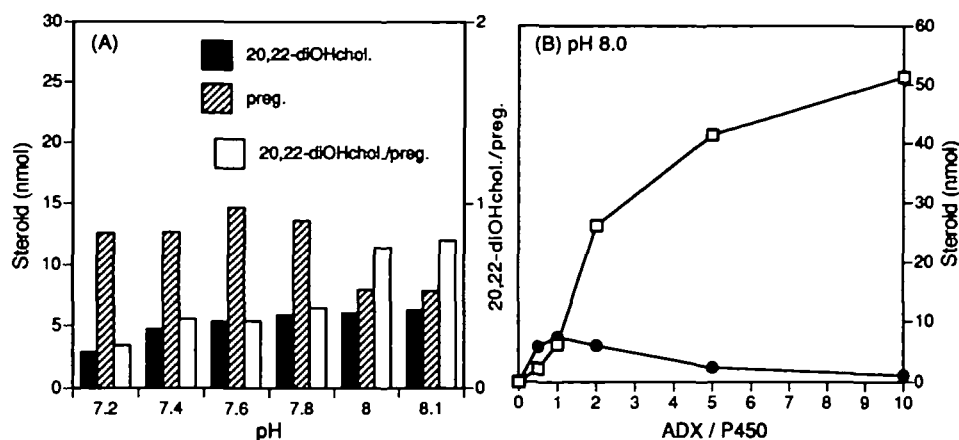 (A)
20,22-diOHchol.
preg.
20,22-diOHchol./preg.
Steroid (nmol)
30
25
20
15
10
5
0
2
1
0
20,22-diOHchol./preg.
7.2 7.4 7.6 7.8 8 8.1
pH
(B) pH 8.0
60
50
40
30
20
10
0
Steroid (nmol)
0 1 2 3 4 5 6 7 8 9 10
ADX / P450